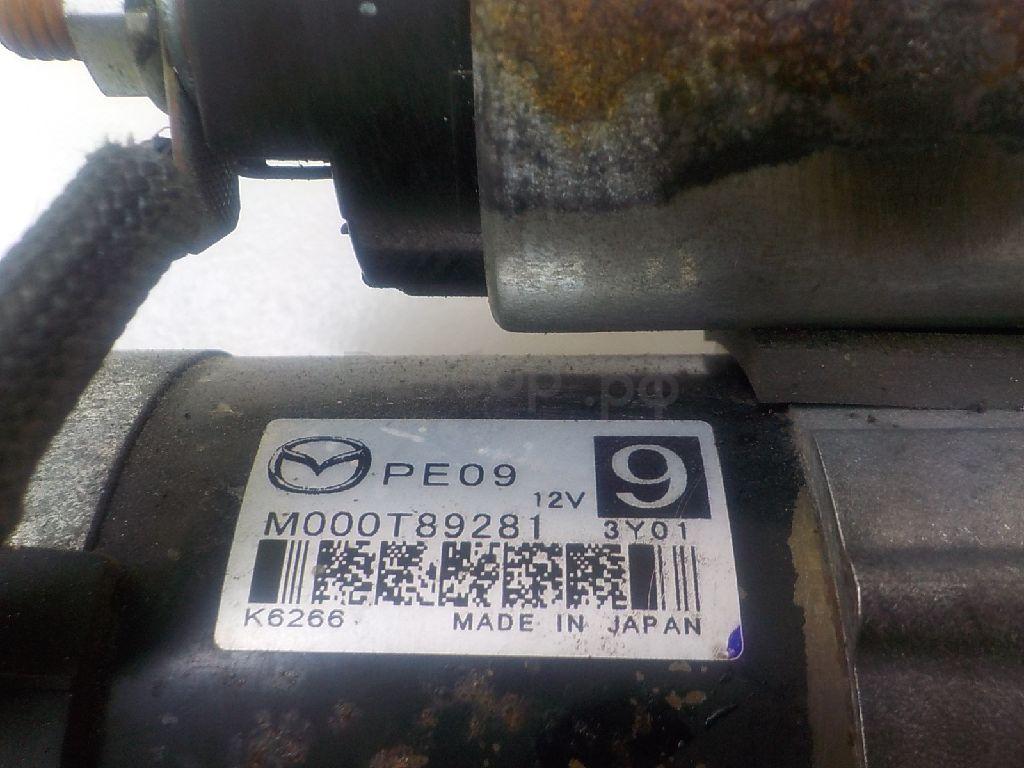 PE09
12V
9
M000T89281
3Y01
K6266
MADE IN JAPAN